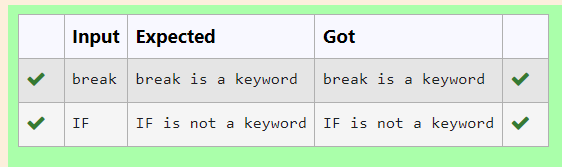 Input Expected Got
break break is a keyword break is a keyword
IF IF is not a keyword IF is not a keyword